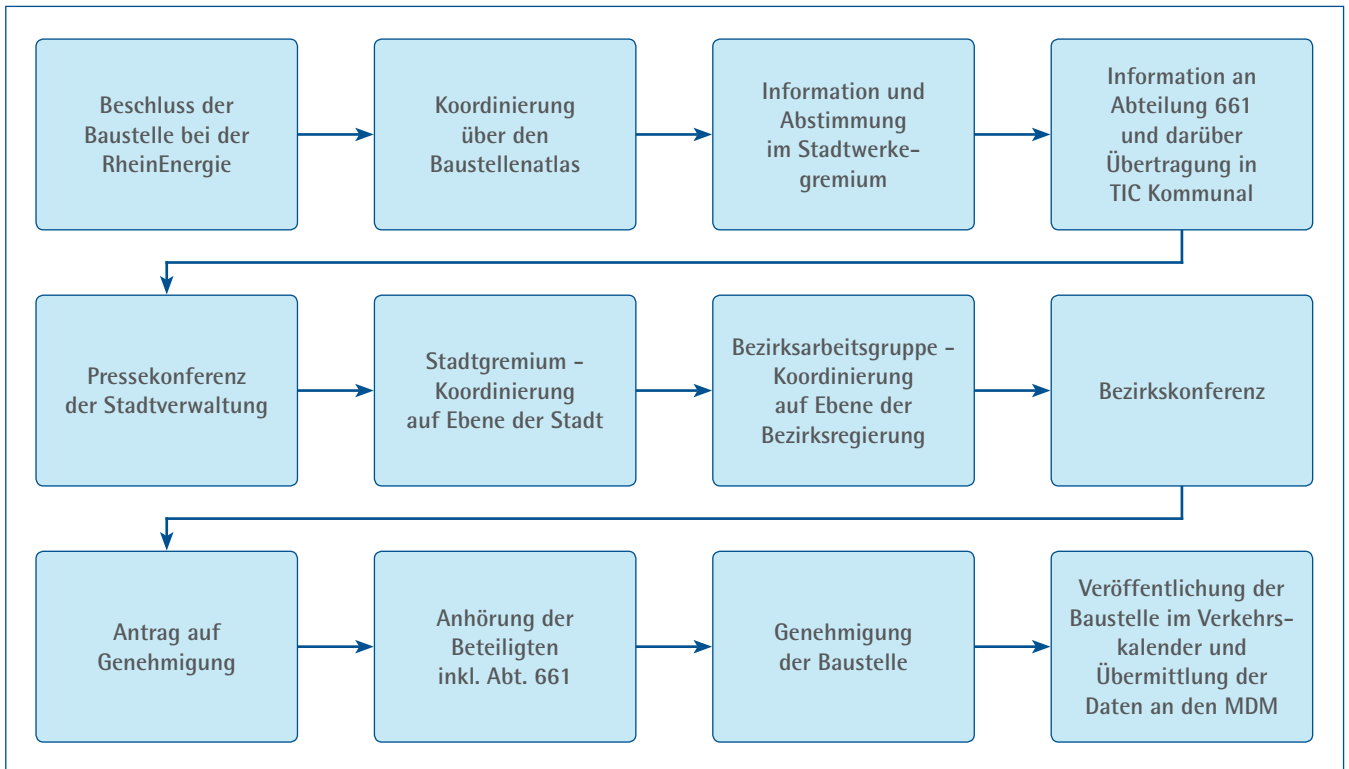 Beschluss der
Baustelle bei der
RheinEnergie
Koordinierung
über den
Baustellenatlas
Information und
Abstimmung
im Stadtwerke-
gremium
Information an
Abteilung 661
und darüber
Übertragung in
TIC Kommunal
Pressekonferenz
der Stadtverwaltung
Stadtgremium -
Koordinierung
auf Ebene der Stadt
Bezirksarbeitsgruppe -
Koordinierung
auf Ebene der
Bezirksregierung
Bezirkskonferenz
Antrag auf
Genehmigung
Anhörung der
Beteiligten
inkl. Abt. 661
Genehmigung
der Baustelle
Veröffentlichung der
Baustelle im Verkehrs-
kalender und
Übermittlung der
Daten an den MDM